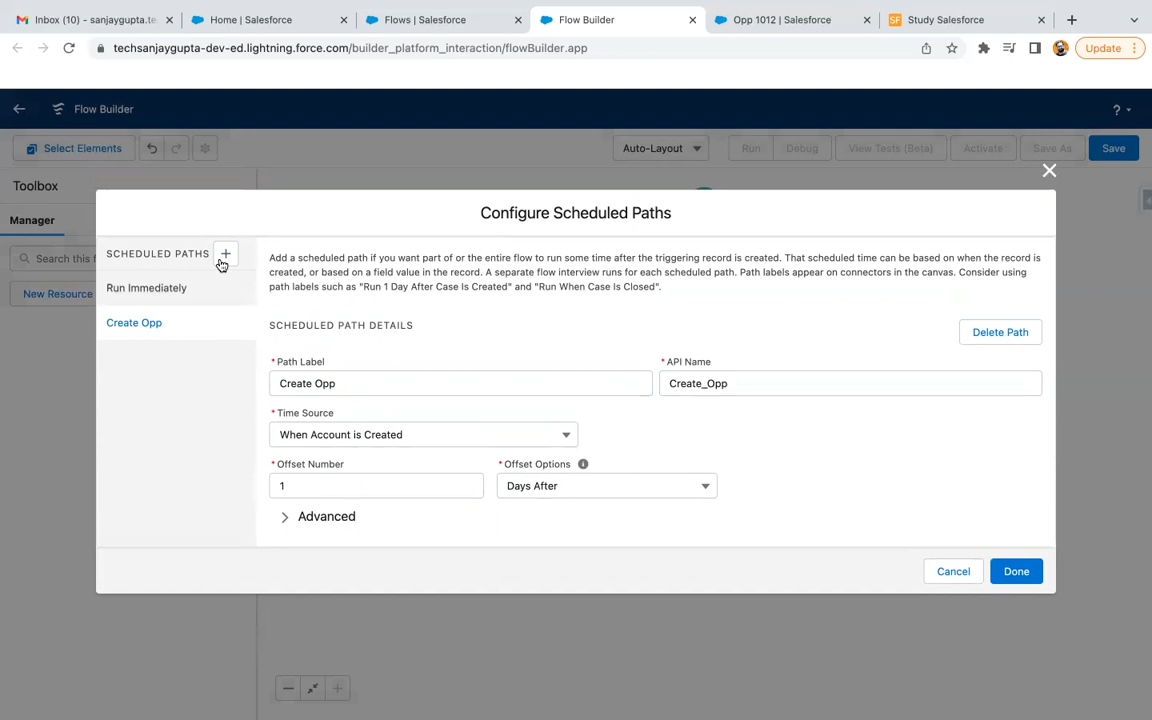 Inbox (10) - sanjaygupta.te
Home | Salesforce
Flows | Salesforce
Flow Builder
Opp 1012 | Salesforce
SF Study Salesforce
techsanjaygupta-dev-ed.lightning.force.com/builder_platform_interaction/flowBuilder.app
Update
Flow Builder
?
Select Elements
Auto-Layout
Run
Debug
View Tests (Beta)
Activate
Save As
Save
Toolbox
Manager
Search this f
New Resource
Configure Scheduled Paths
SCHEDULED PATHS
Run Immediately
Create Opp
Add a scheduled path if you want part of or the entire flow to run some time after the triggering record is created. That scheduled time can be based on when the record is
created, or based on a field value in the record. A separate flow interview runs for each scheduled path. Path labels appear on connectors in the canvas. Consider using
path labels such as "Run 1 Day After Case Is Created" and "Run When Case Is Closed".
SCHEDULED PATH DETAILS
Delete Path
* Path Label
* API Name
Create Opp
Create_Opp
* Time Source
When Account is Created
* Offset Number
* Offset Options
1
Days After
Advanced
Cancel
Done